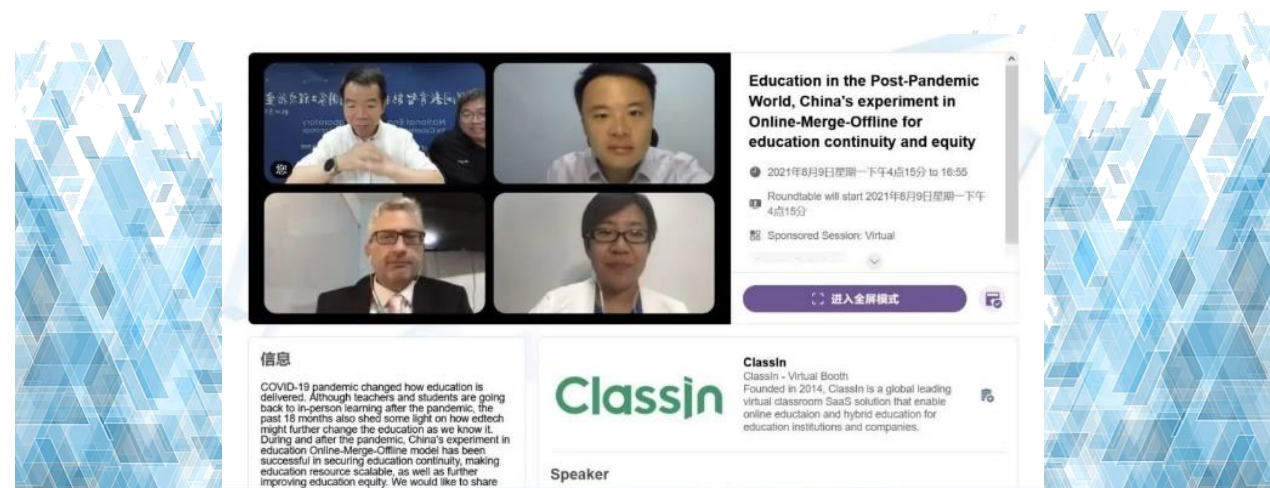 National Engineering Laboratory
您
Education in the Post-Pandemic
World, China's experiment in
Online-Merge-Offline for
education continuity and equity
2021年8月9日星期一下午4点15分 to 16:55
Roundtable will start 2021年8月9日星期一下午
4点15分
Sponsored Session: Virtual
进入全屏模式
信息
COVID-19 pandemic changed how education is
delivered. Although teachers and students are going
back to in-person learning after the pandemic, the
past 18 months also shed some light on how edtech
might further change the education as we know it.
During and after the pandemic, China's experiment in
education Online-Merge-Offline model has been
successful in securing education continuity, making
education resource scalable, as well as further
improving education equity. We would like to share
ClassIn
ClassIn
ClassIn - Virtual Booth
Founded in 2014, ClassIn is a global leading
virtual classroom SaaS solution that enable
online eductaion and hybrid education for
education institutions and companies.
Speaker